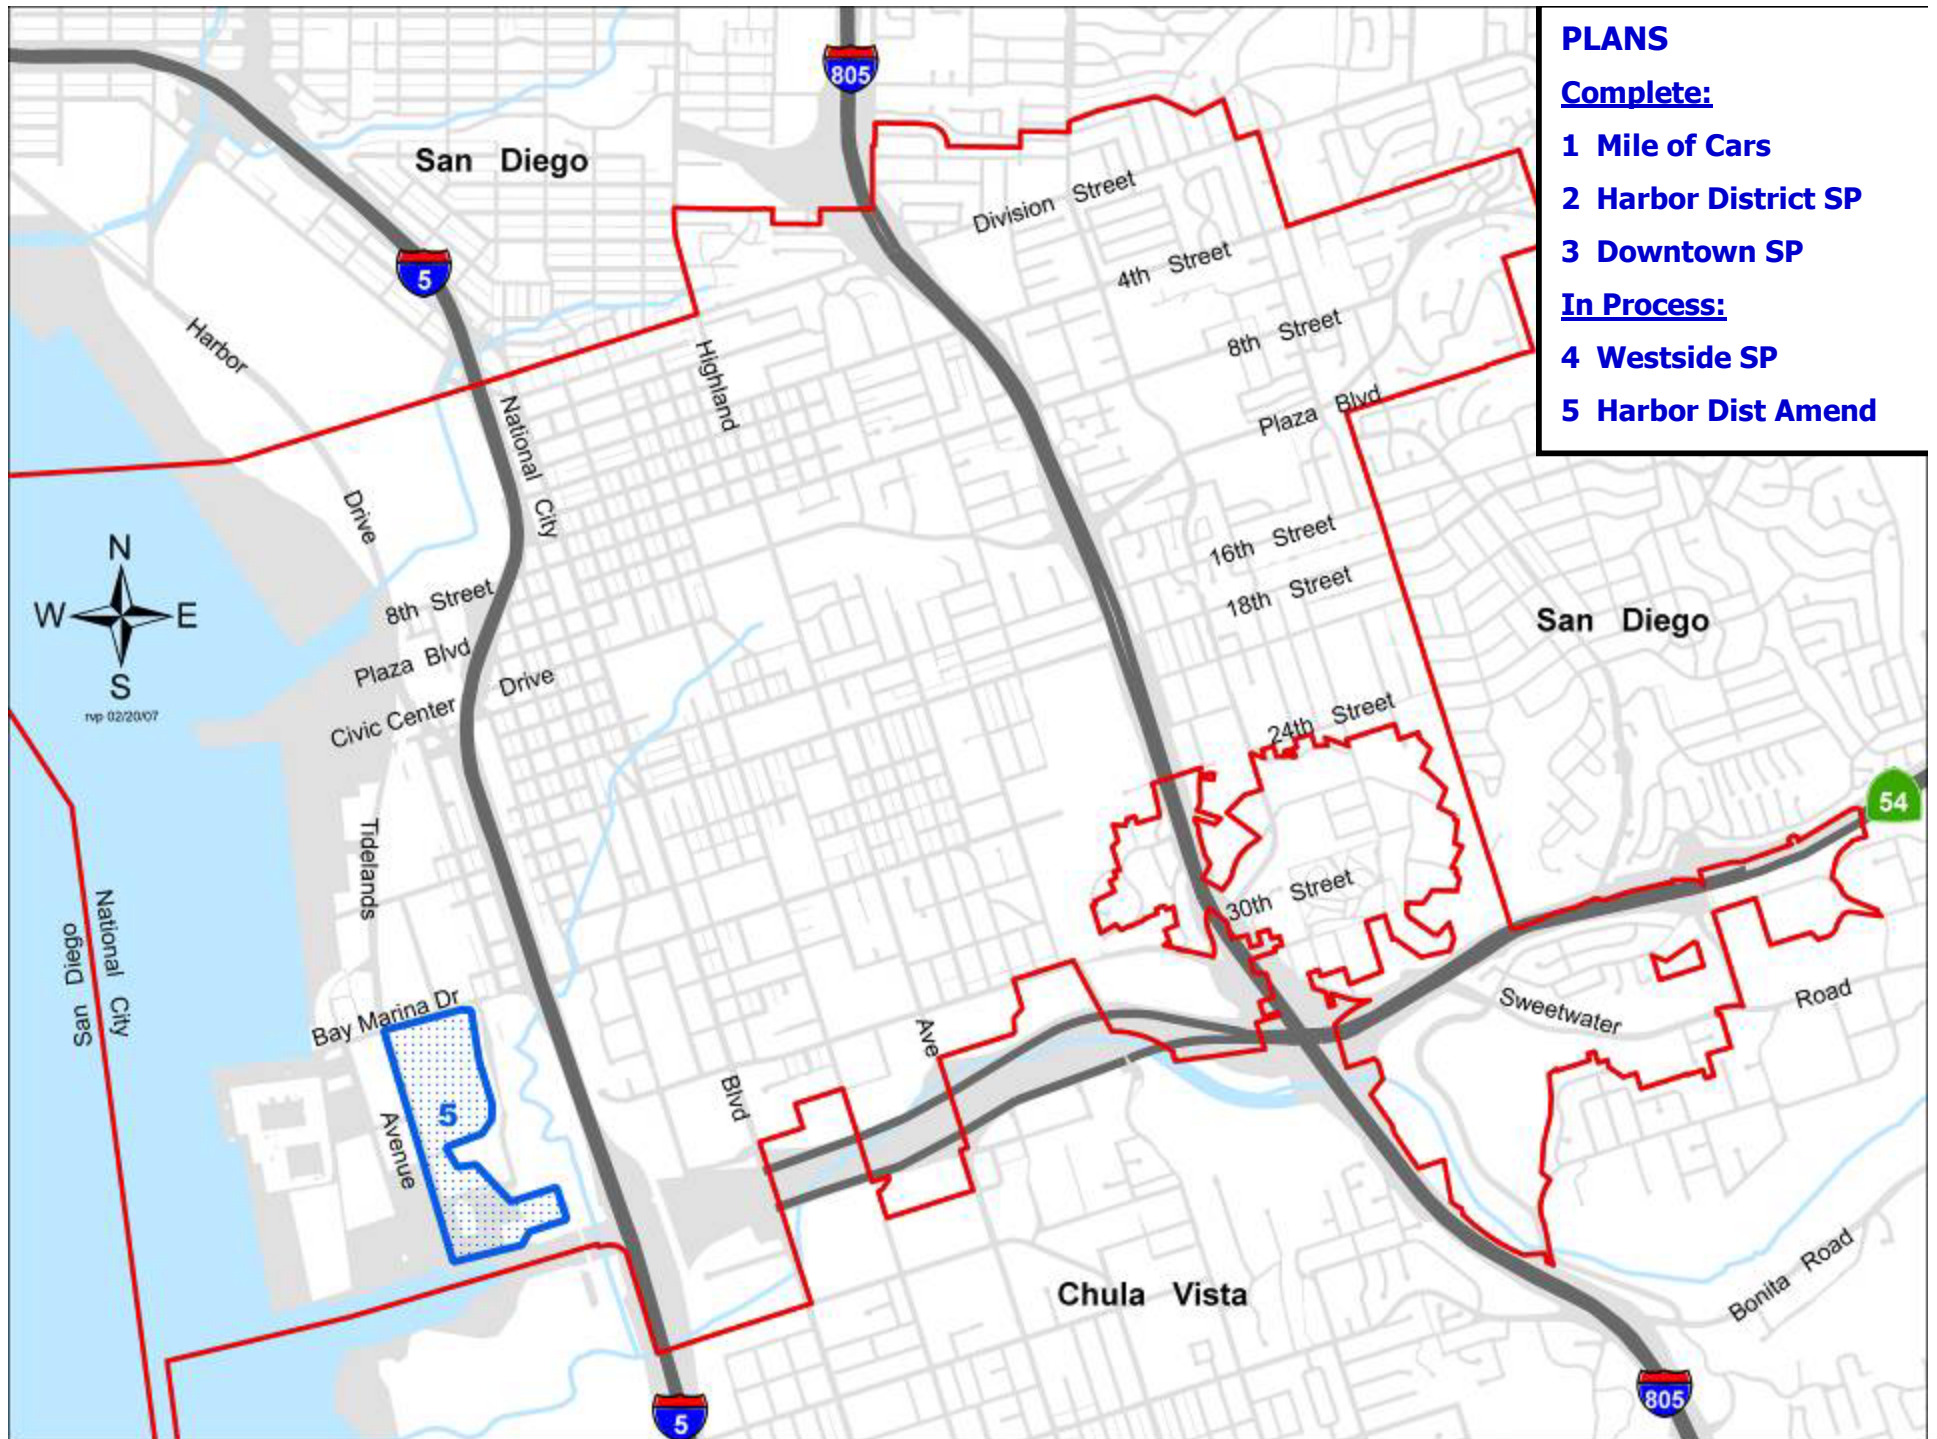 PLANS
Complete:
1 Mile of Cars
2 Harbor District SP
3 Downtown SP
In Process:
4 Westside SP
5 Harbor Dist Amend
805
San Diego
Division Street
4th Street
5
8th Street
Harbor
Highland
Plaza Blvd
National City
Drive
16th Street
N
W E
S
rvp 02/20/07
18th Street
8th Street
San Diego
Plaza Blvd
Civic Center Drive
24th Street
54
Tidelands
30th Street
National City
San Diego
Sweetwater Road
Bay Marina Dr
Ave
Blvd
5
Avenue
Chula Vista
Bonita Road
805
5